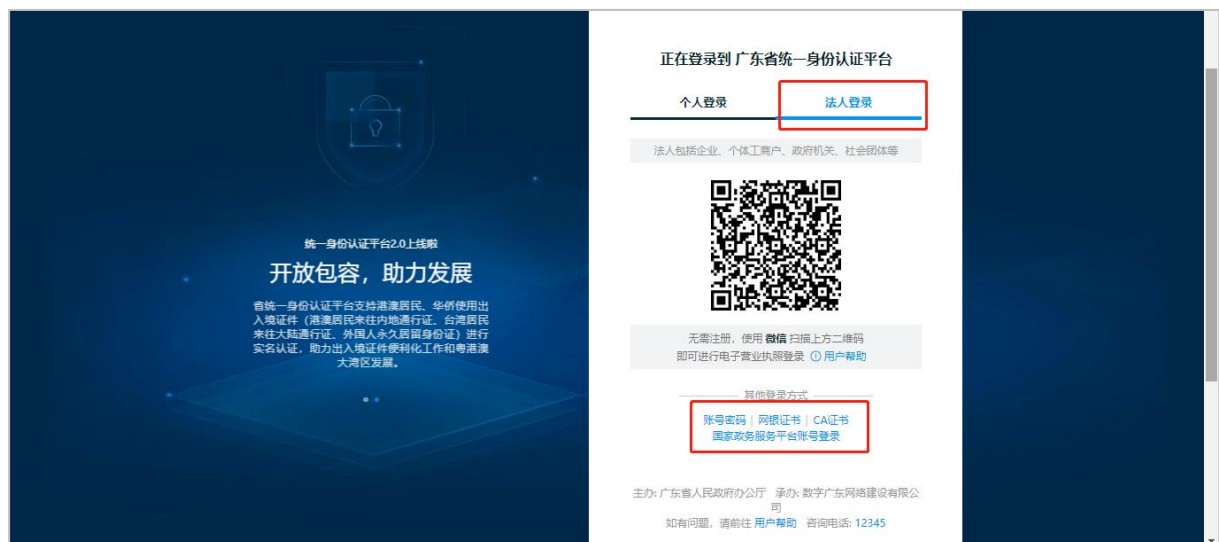 统一身份认证平台2.0上线啦
开放包容，助力发展
省统一身份认证平台支持港澳居民、华侨使用出
入境证件（港澳居民来往内地通行证、台湾居民
来往大陆通行证、外国人永久居留身份证）进行
实名认证，助力出入境证件便利化工作和粤港澳
大湾区发展。
正在登录到 广东省统一身份认证平台
个人登录 法人登录
法人包括企业、个体工商户、政府机关、社会团体等
无需注册，使用 微信 扫描上方二维码
即可进行电子营业执照登录 用户帮助
其他登录方式
账号密码 | 网银证书 | CA证书
国家政务服务平台账号登录
主办: 广东省人民政府办公厅 承办: 数字广东网络建设有限公
司
如有问题，请前往 用户帮助 咨询电话: 12345